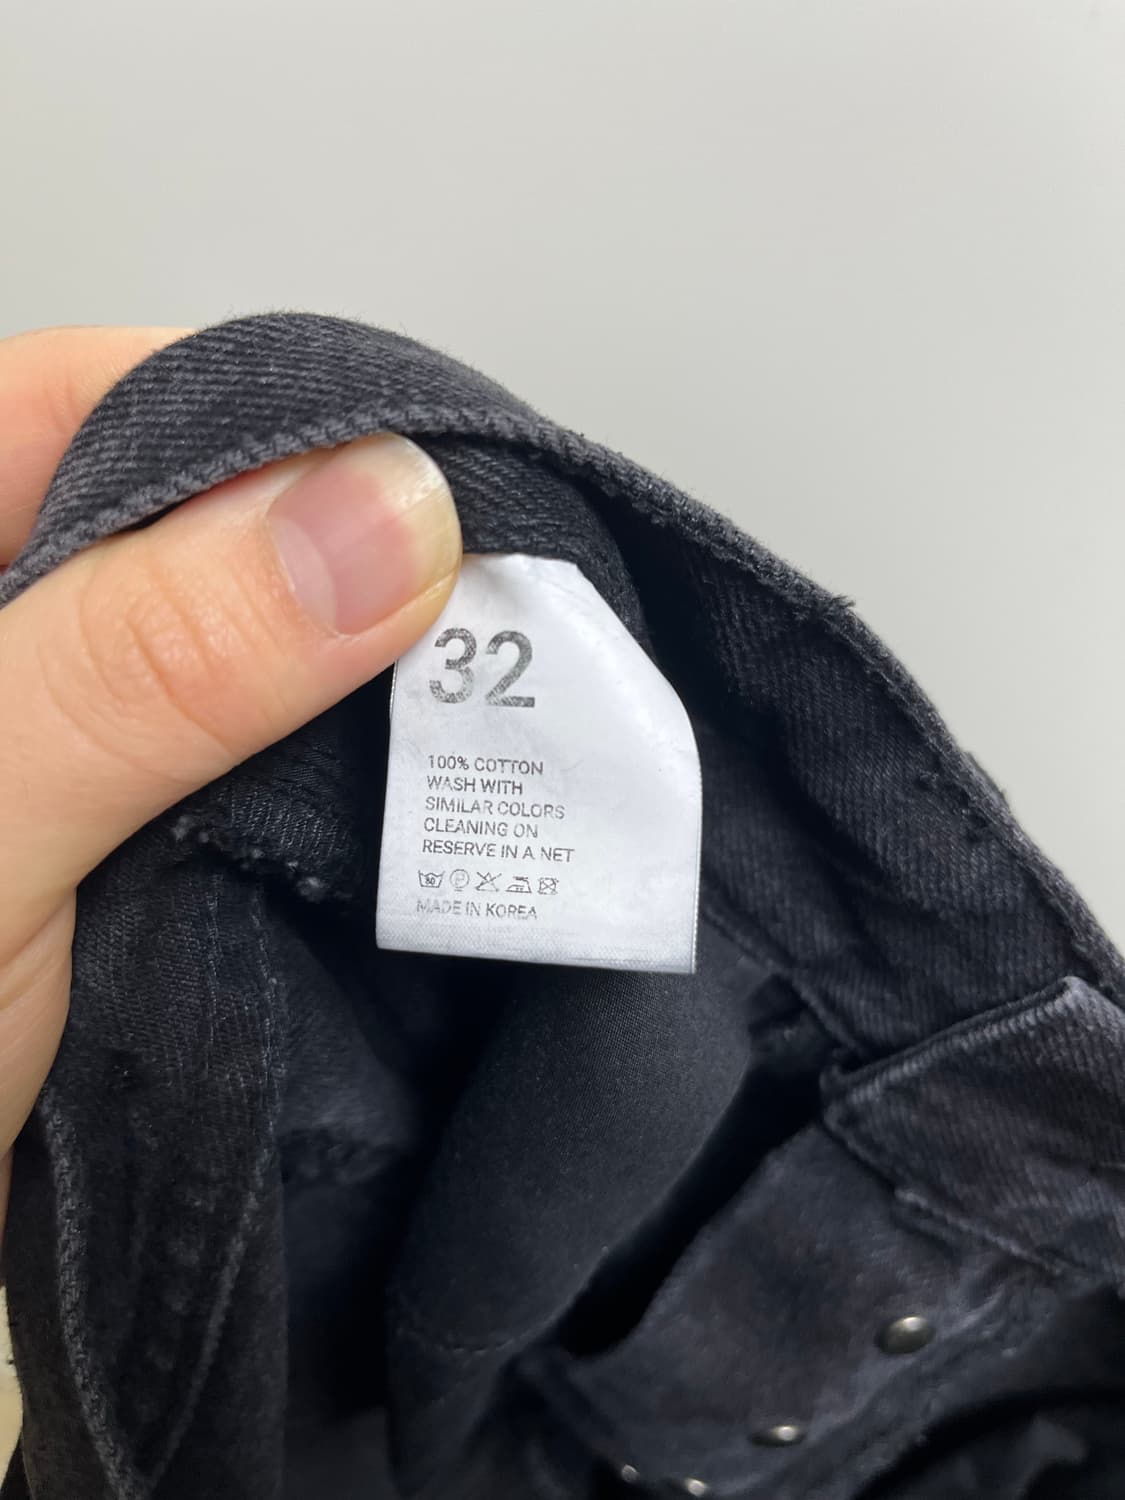 32
100% COTTON
WASH WITH
SIMILAR COLORS
CLEANING ON
RESERVE IN A NET
MADE IN KOREA